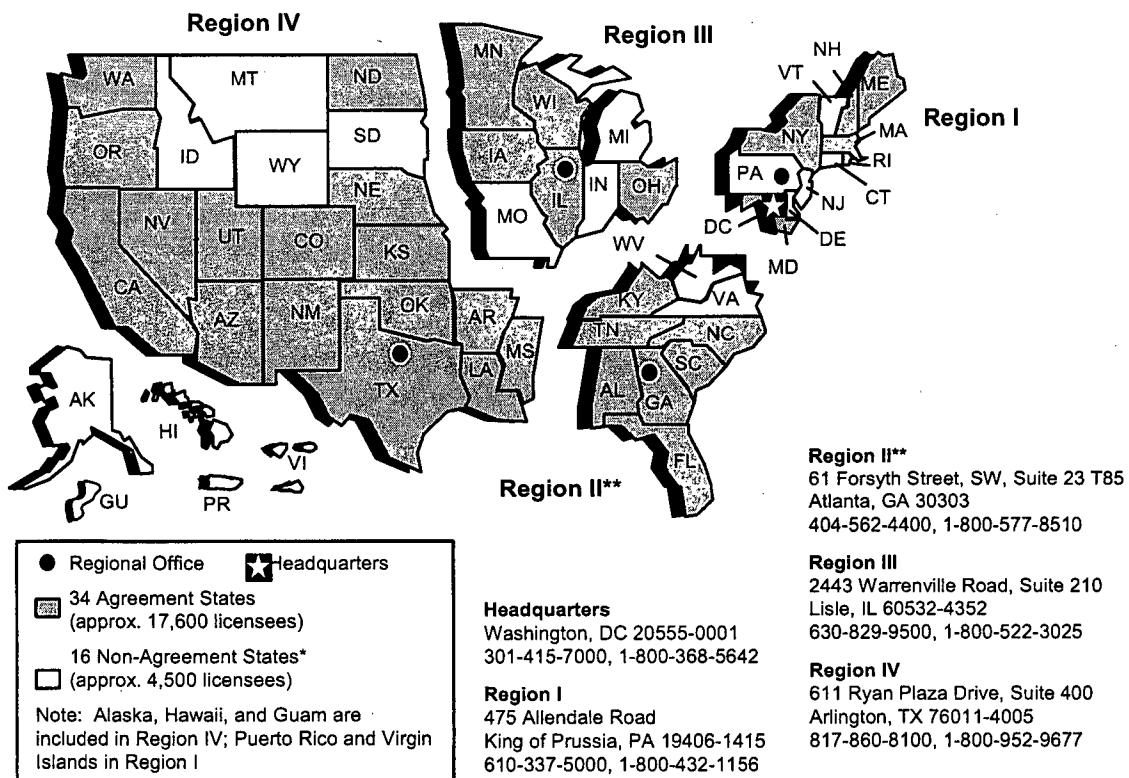 Region IV
Region III
Region I
WA
MT
ND
MN
WI
MI
NH
VT
ME
NY
MA
RI
CT
OR
ID
WY
SD
NE
IA
IL
IN
OH
MO
PA
NJ
DE
DC
MD
WV
NV
UT
CO
KS
CA
AZ
NM
OK
TX
AR
LA
MS
KY
VA
TN
NC
SC
AL
GA
FL
AK
HI
GU
PR
VI
Region II**
Regional Office
Headquarters
34 Agreement States
(approx. 17,600 licensees)
16 Non-Agreement States*
(approx. 4,500 licensees)
Note: Alaska, Hawaii, and Guam are
included in Region IV; Puerto Rico and Virgin
Islands in Region I
Headquarters
Washington, DC 20555-0001
301-415-7000, 1-800-368-5642
Region I
475 Allendale Road
King of Prussia, PA 19406-1415
610-337-5000, 1-800-432-1156
Region II**
61 Forsyth Street, SW, Suite 23 T85
Atlanta, GA 30303
404-562-4400, 1-800-577-8510
Region III
2443 Warrenville Road, Suite 210
Lisle, IL 60532-4352
630-829-9500, 1-800-522-3025
Region IV
611 Ryan Plaza Drive, Suite 400
Arlington, TX 76011-4005
817-860-8100, 1-800-952-9677